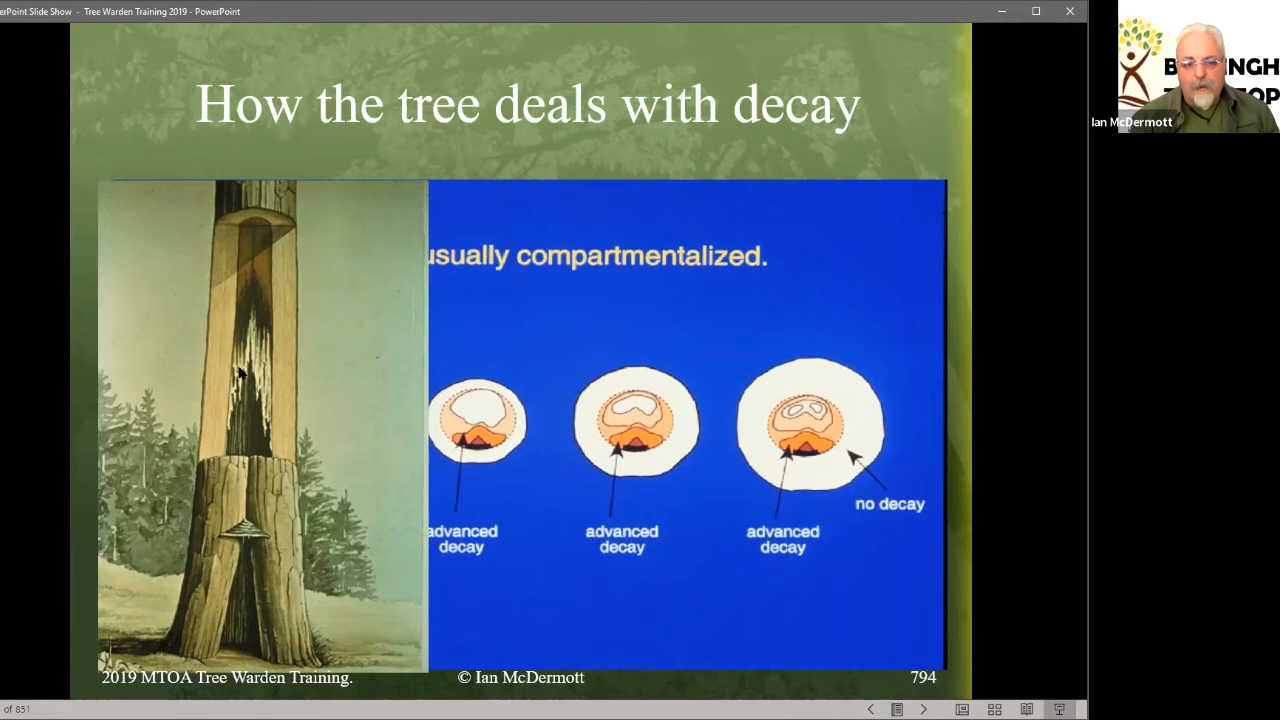 erPoint Slide Show - Tree Warden Training 2019 - PowerPoint
How the tree deals with decay
usually compartmentalized.
no decay
advanced
decay
advanced
decay
advanced
decay
2019 MTOA Tree Warden Training.
© Ian McDermott
794
of 851
Ian McDermott